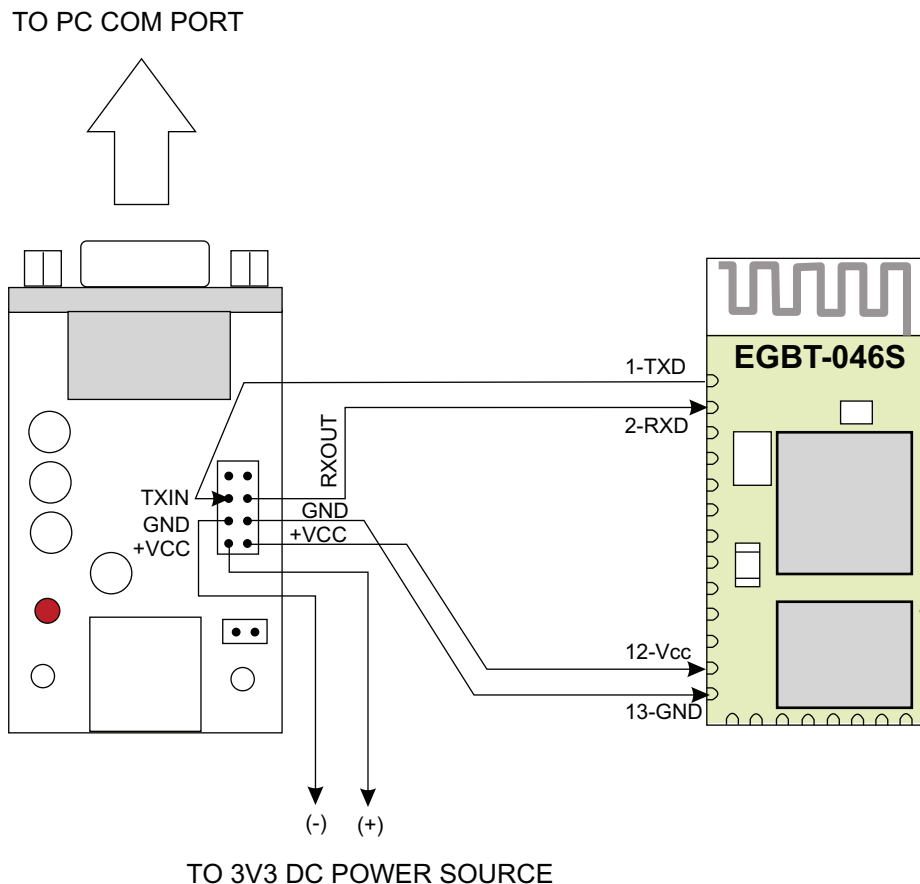 TO PC COM PORT
EGBT-046S
1-TXD
2-RXD
RXOUT
TXIN
GND
GND
+VCC
+VCC
12-Vcc
13-GND
(-)
(+)
TO 3V3 DC POWER SOURCE